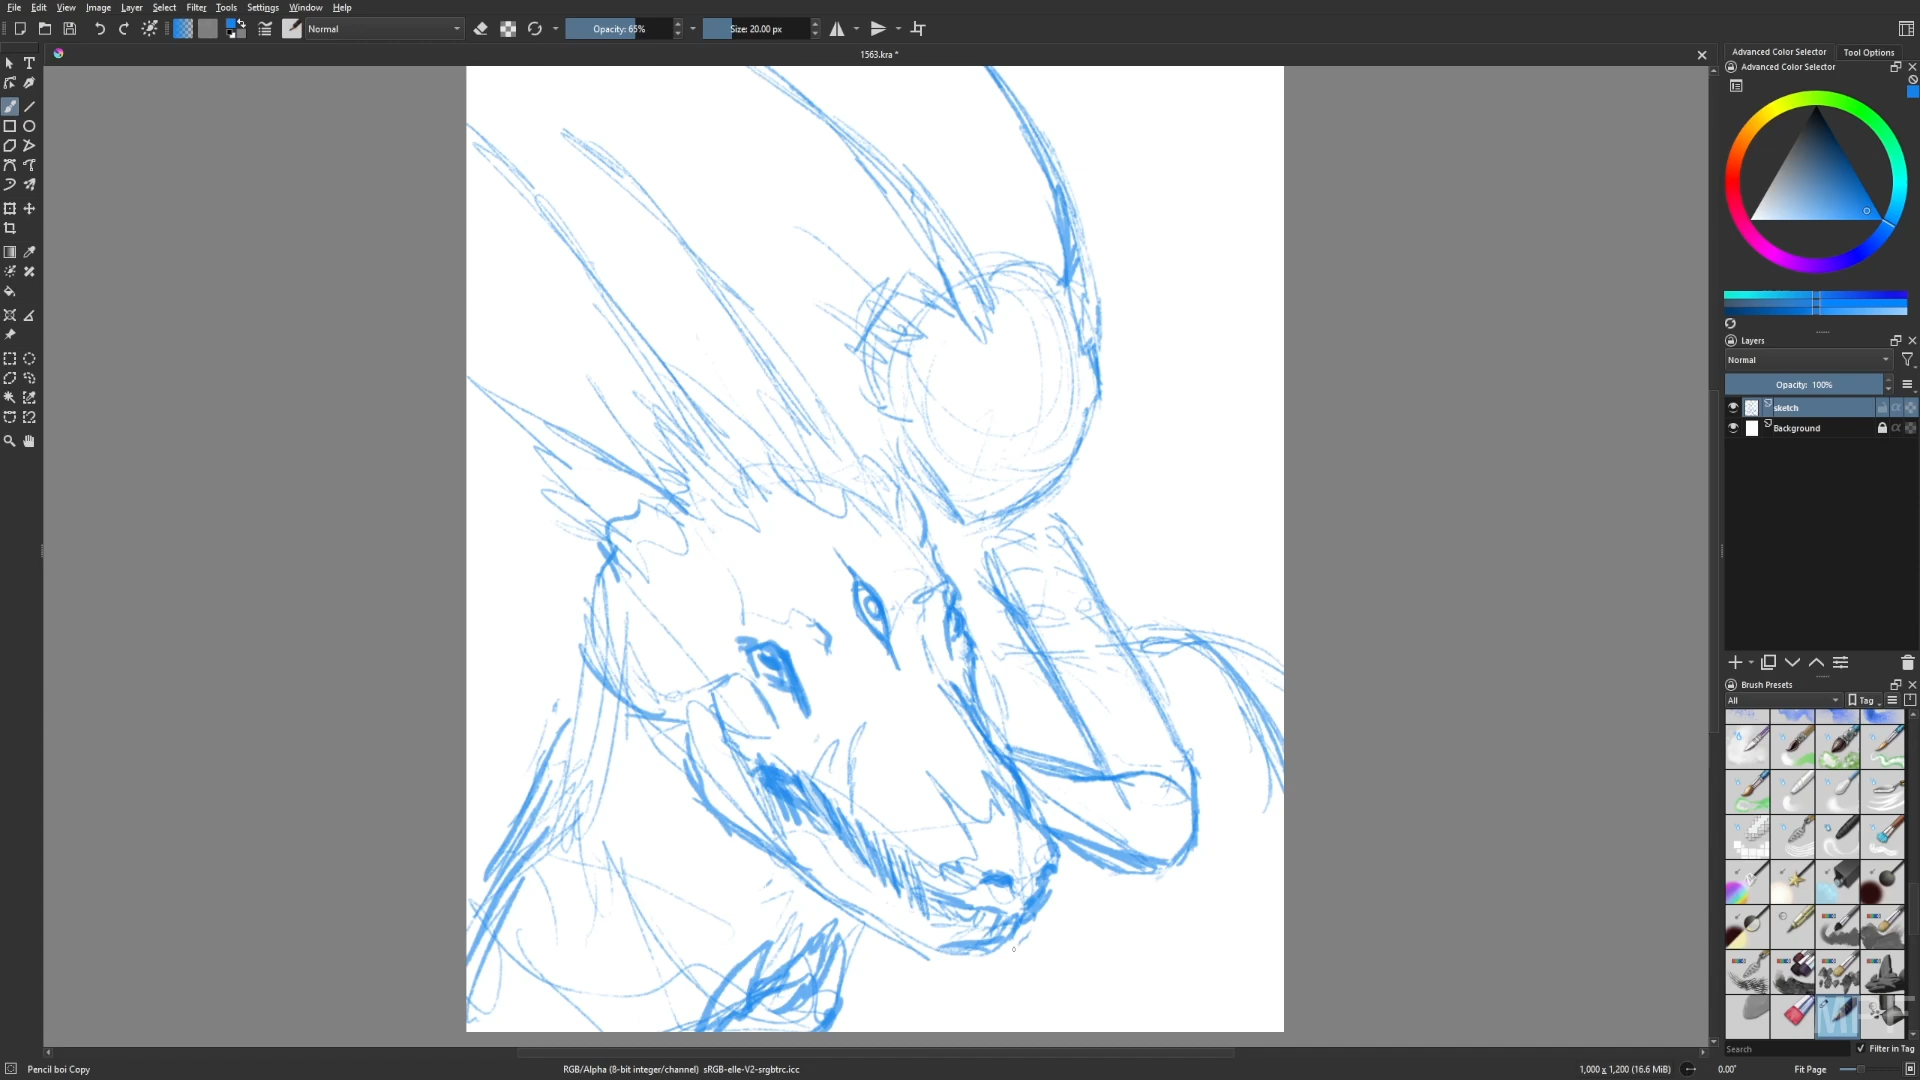 File Edit View Image Layer Select Filter Tools Settings Window Help
Normal Opacity: 65% Size: 20.00 px
1563.kra *
Advanced Color Selector Tool Options
Advanced Color Selector
Layers
Normal
Opacity: 100%
sketch
Background
Brush Presets
All Tag
Search Filter in Tag
Pencil boi Copy RGB/Alpha (8-bit integer/channel) sRGB-elle-V2-srgbtrc.icc 1,000 x 1,200 (16.6 MiB) 0.00° Fit Page